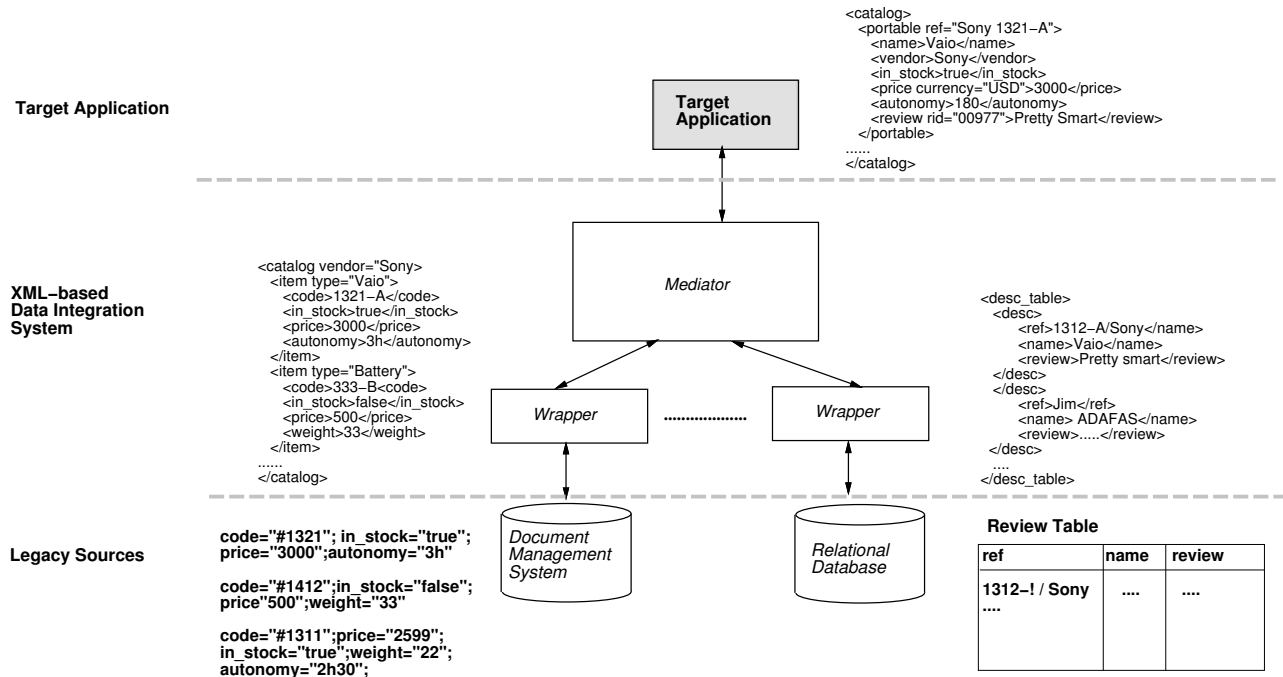 <catalog>
<portable ref="Sony 1321−A">
<name>Vaio</name>
<vendor>Sony</vendor>
<in_stock>true</in_stock>
<price currency="USD">3000</price>
<autonomy>180</autonomy>
<review rid="00977">Pretty Smart</review>
</portable>
......
</catalog>
Target Application
Target
Application
XML−based
Data Integration
System
<catalog vendor="Sony>
<item type="Vaio">
<code>1321−A</code>
<in_stock>true</in_stock>
<price>3000</price>
<autonomy>3h</autonomy>
</item>
<item type="Battery">
<code>333−B<code>
<in_stock>false</in_stock>
<price>500</price>
<weight>33</weight>
</item>
......
</catalog>
Mediator
Wrapper
...................
Wrapper
<desc_table>
<desc>
<ref>1312−A/Sony</name>
<name>Vaio</name>
<review>Pretty smart</review>
</desc>
</desc>
<ref>Jim</ref>
<name> ADAFAS</name>
<review>.....</review>
</desc>
....
</desc_table>
Legacy Sources
code="#1321"; in_stock="true";
price="3000";autonomy="3h"
code="#1412";in_stock="false";
price"500";weight="33"
code="#1311";price="2599";
in_stock="true";weight="22";
autonomy="2h30";
Document
Management
System
Relational
Database
Review Table
ref name review
1312−! / Sony .... ....
....